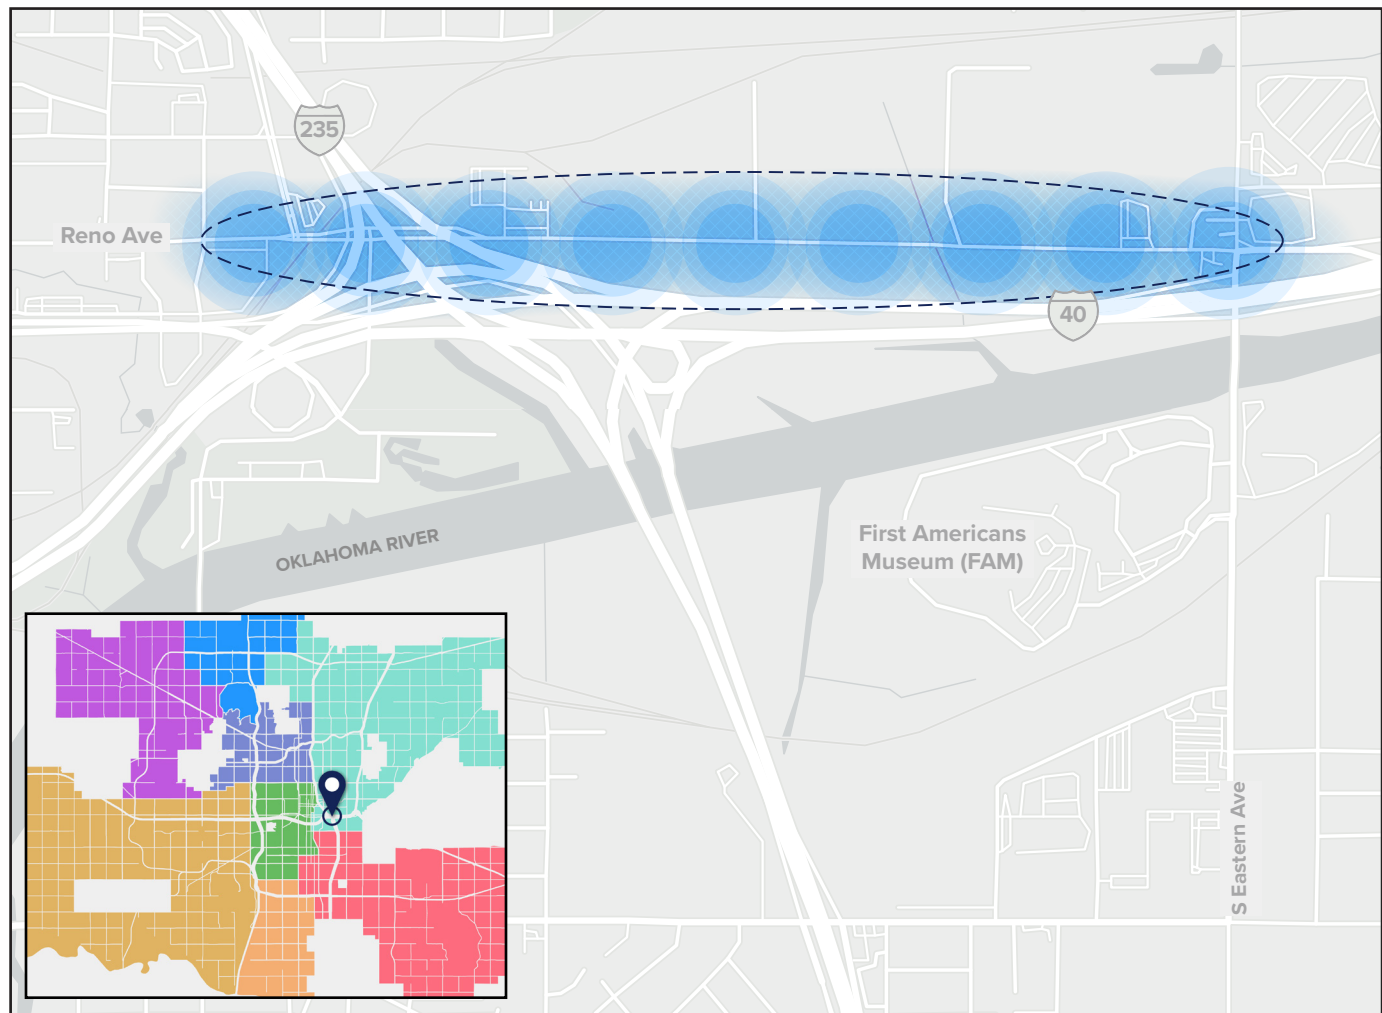 235
Reno Ave
40
First Americans
Museum (FAM)
OKLAHOMA RIVER
S Eastern Ave